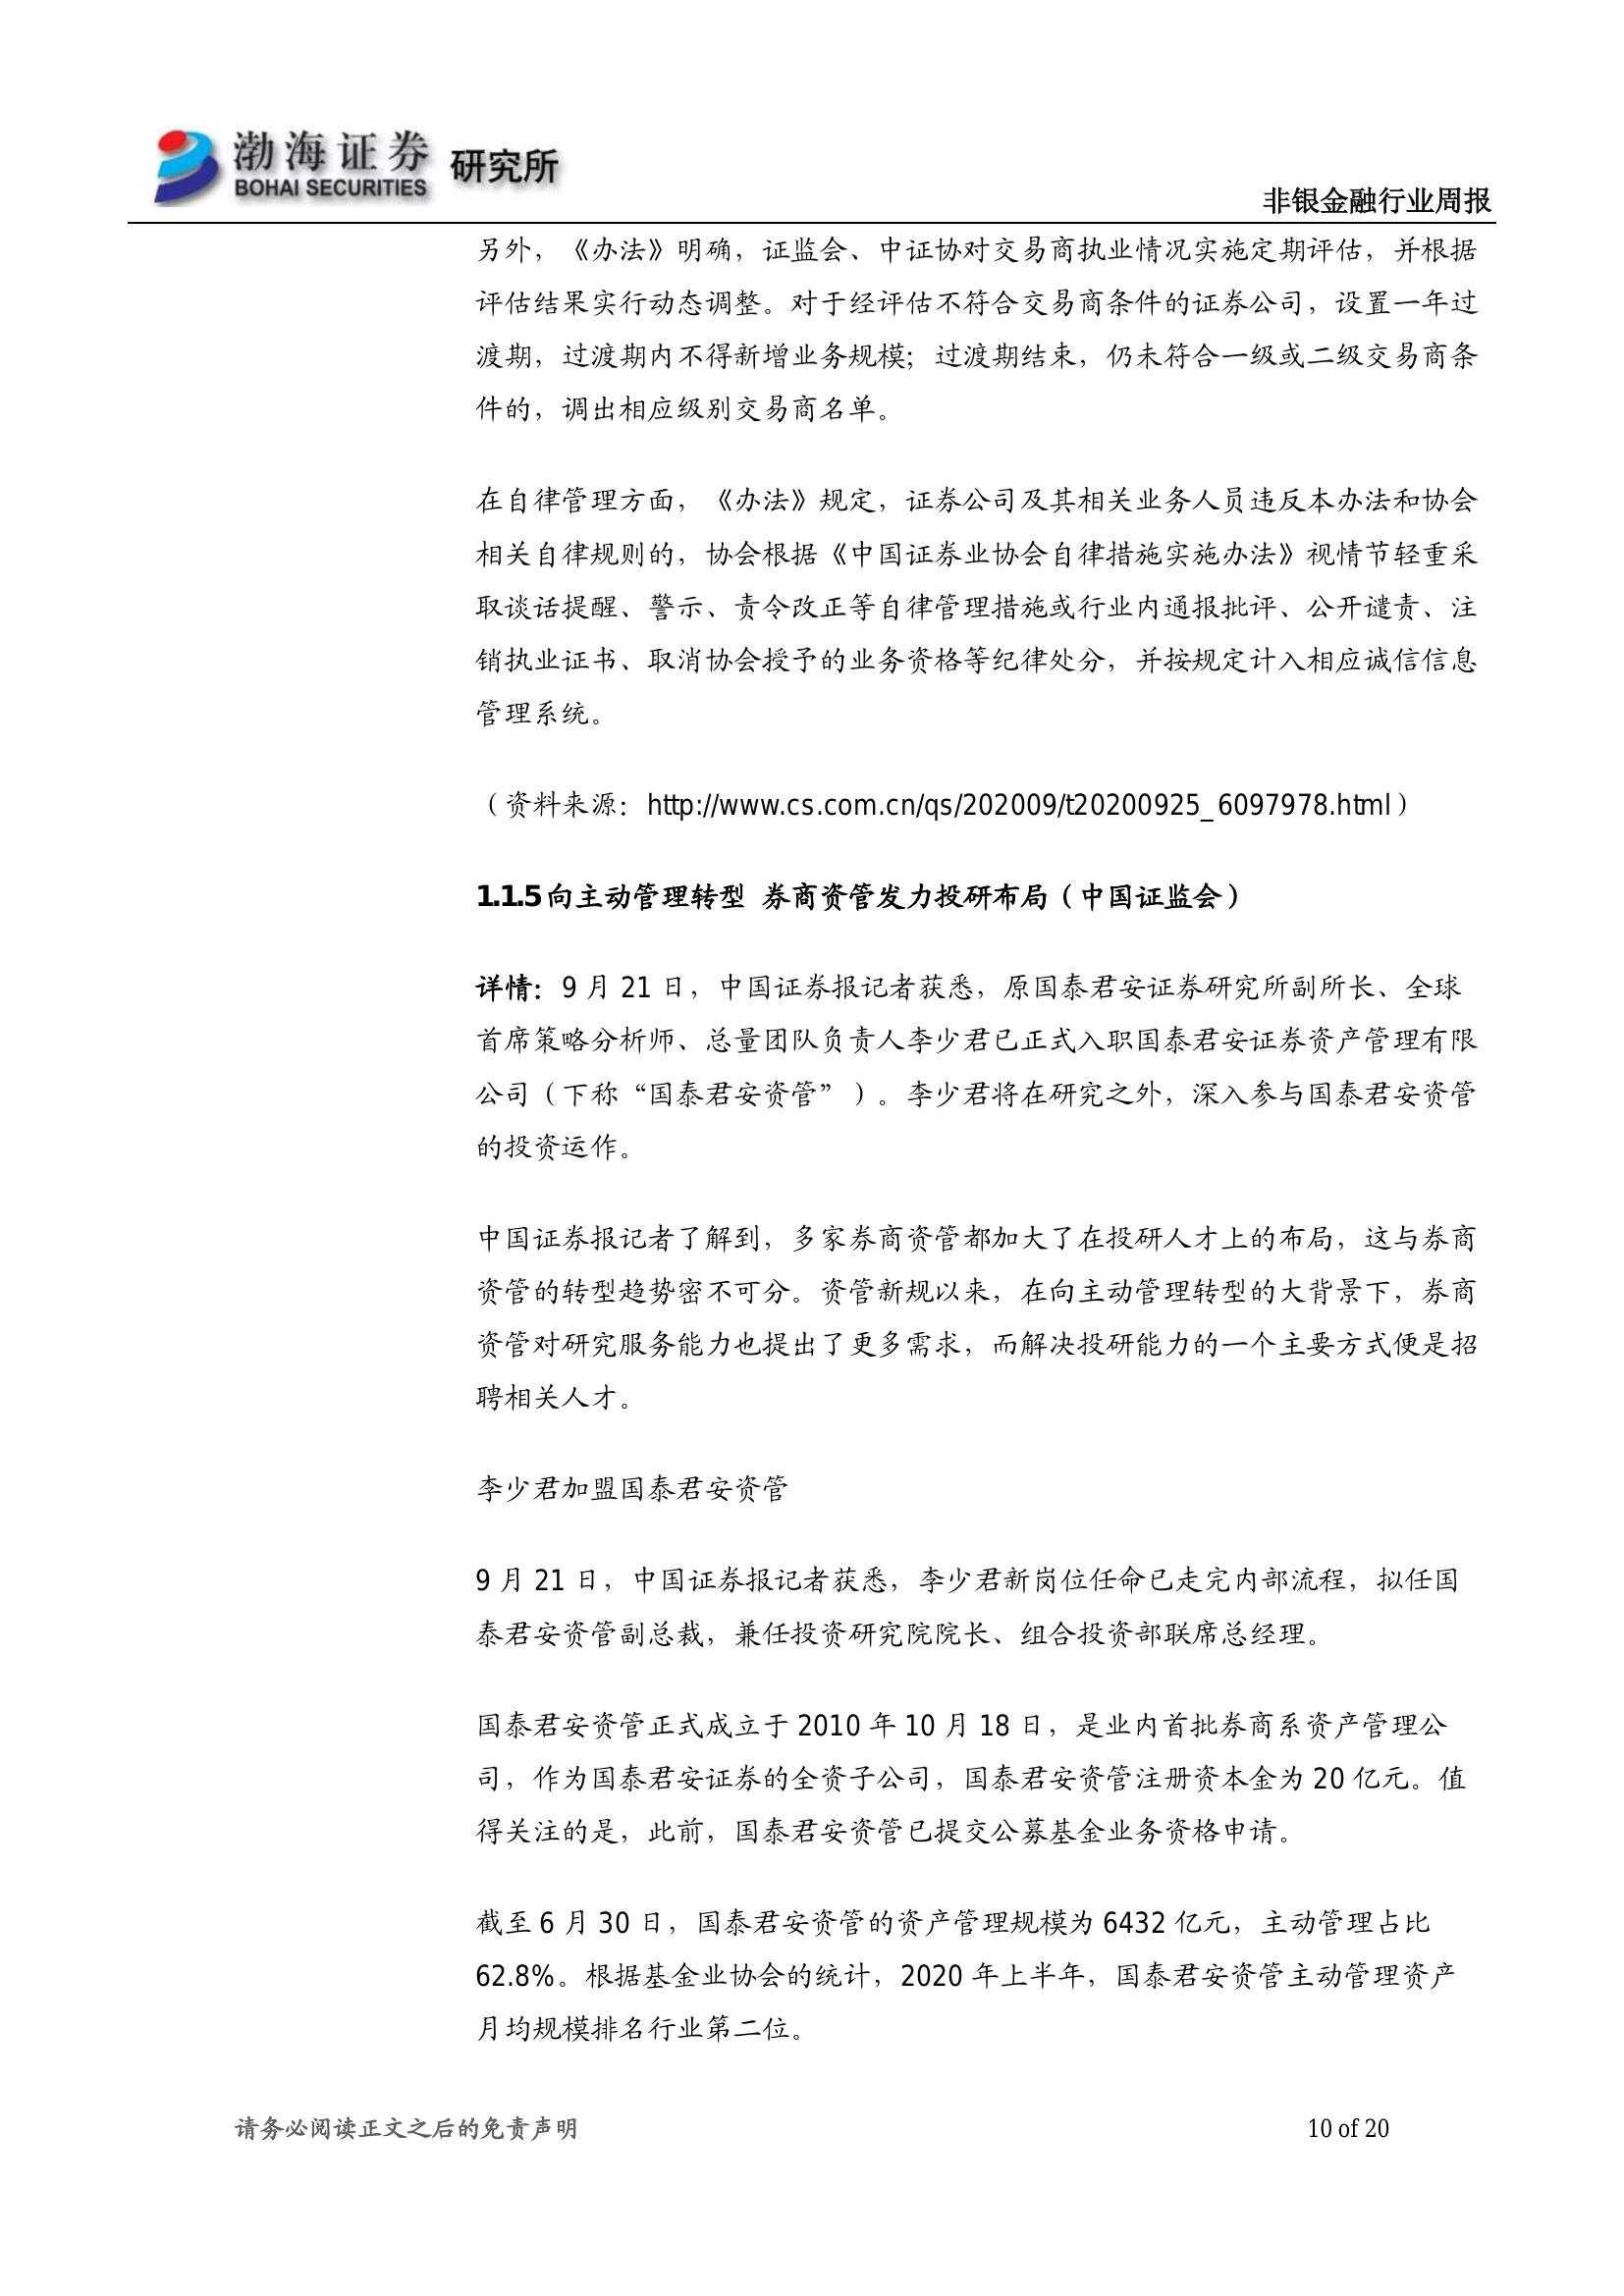 渤海证券 研究所
BOHAI SECURITIES
非银金融行业周报
另外，《办法》明确，证监会、中证协对交易商执业情况实施定期评估，并根据
评估结果实行动态调整。对于经评估不符合交易商条件的证券公司，设置一年过
渡期，过渡期内不得新增业务规模；过渡期结束，仍未符合一级或二级交易商条
件的，调出相应级别交易商名单。
在自律管理方面，《办法》规定，证券公司及其相关业务人员违反本办法和协会
相关自律规则的，协会根据《中国证券业协会自律措施实施办法》视情节轻重采
取谈话提醒、警示、责令改正等自律管理措施或行业内通报批评、公开谴责、注
销执业证书、取消协会授予的业务资格等纪律处分，并按规定计入相应诚信信息
管理系统。
（资料来源：http://www.cs.com.cn/qs/202009/t20200925_6097978.html）
1.1.5 向主动管理转型 券商资管发力投研布局（中国证监会）
详情：9 月 21 日，中国证券报记者获悉，原国泰君安证券研究所副所长、全球
首席策略分析师、总量团队负责人李少君已正式入职国泰君安证券资产管理有限
公司（下称“国泰君安资管”）。李少君将在研究之外，深入参与国泰君安资管
的投资运作。
中国证券报记者了解到，多家券商资管都加大了在投研人才上的布局，这与券商
资管的转型趋势密不可分。资管新规以来，在向主动管理转型的大背景下，券商
资管对研究服务能力也提出了更多需求，而解决投研能力的一个主要方式便是招
聘相关人才。
李少君加盟国泰君安资管
9 月 21 日，中国证券报记者获悉，李少君新岗位任命已走完内部流程，拟任国
泰君安资管副总裁，兼任投资研究院院长、组合投资部联席总经理。
国泰君安资管正式成立于 2010 年 10 月 18 日，是业内首批券商系资产管理公
司，作为国泰君安证券的全资子公司，国泰君安资管注册资本金为 20 亿元。值
得关注的是，此前，国泰君安资管已提交公募基金业务资格申请。
截至 6 月 30 日，国泰君安资管的资产管理规模为 6432 亿元，主动管理占比
62.8%。根据基金业协会的统计，2020 年上半年，国泰君安资管主动管理资产
月均规模排名行业第二位。
请务必阅读正文之后的免责声明
10 of 20